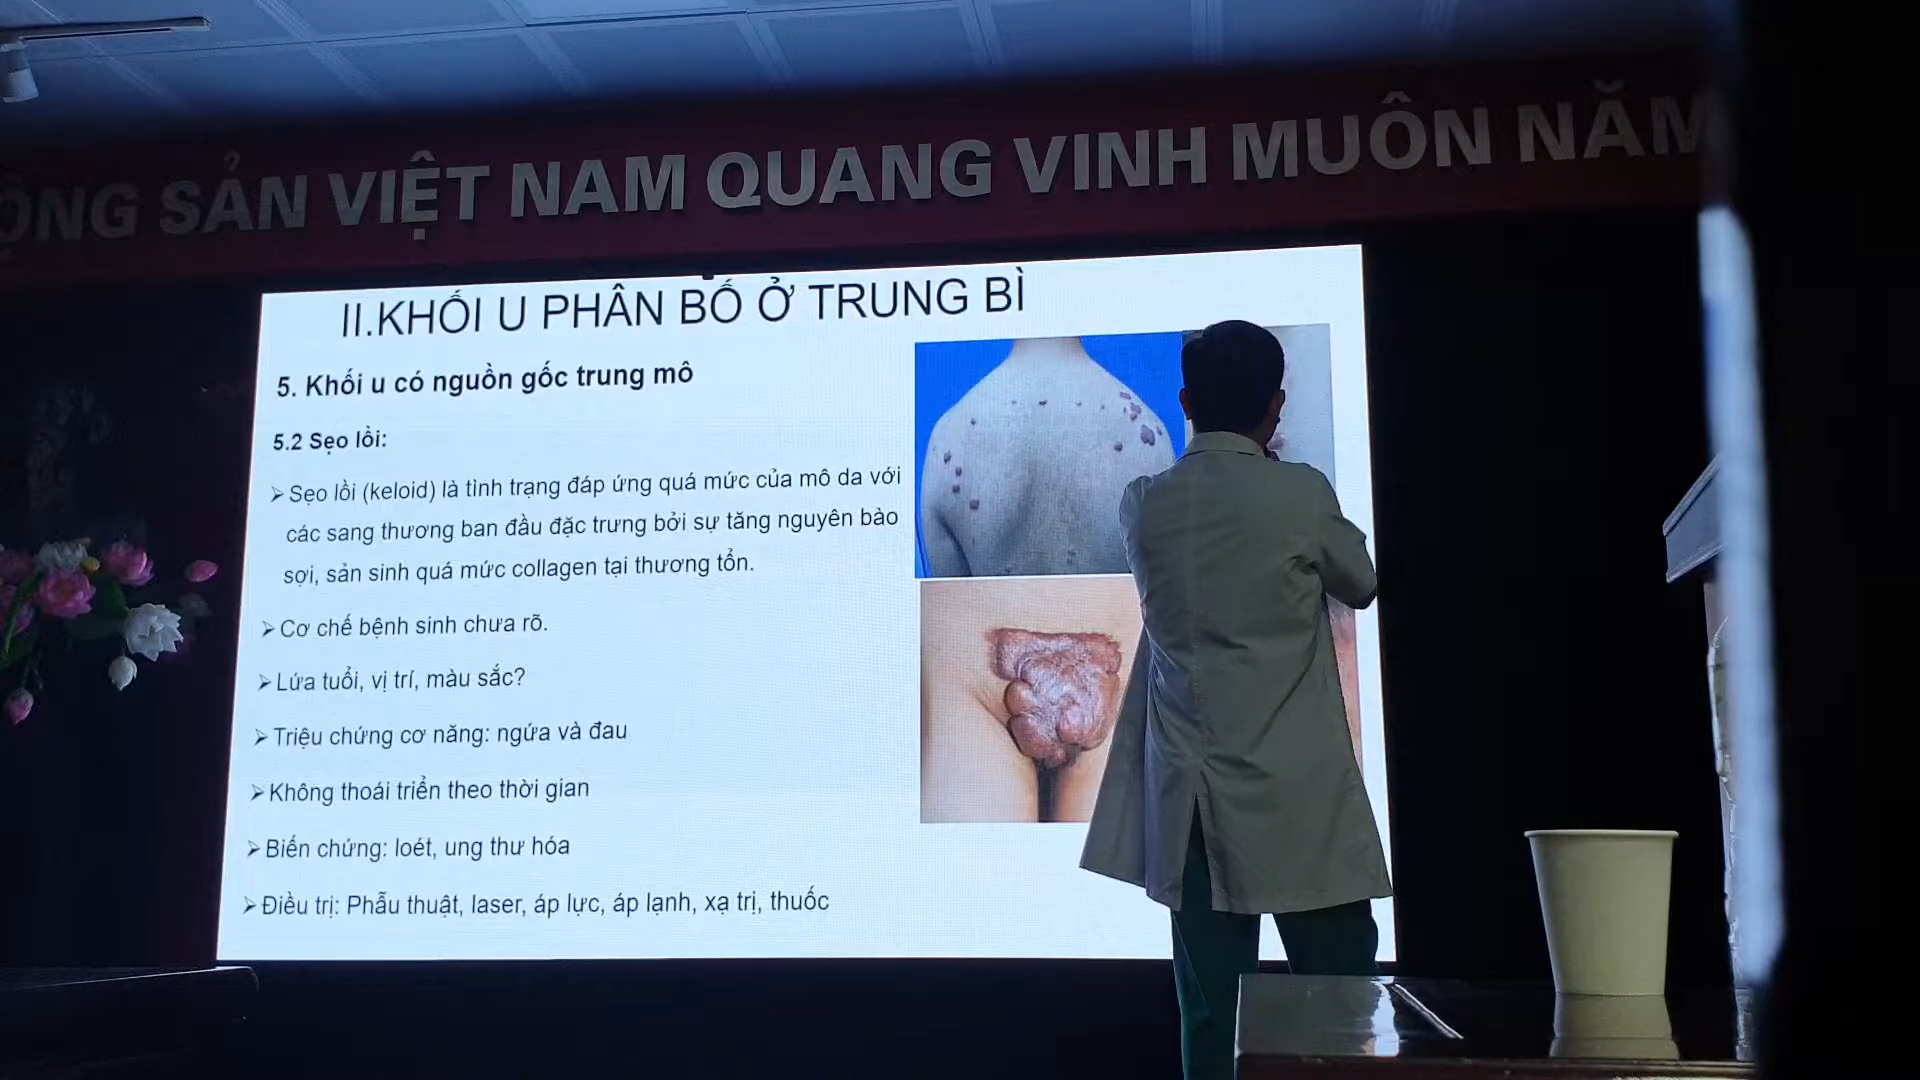 ỘNG SẢN VIỆT NAM QUANG VINH MUÔN NĂM
II.KHỐI U PHÂN BỐ Ở TRUNG BÌ
5. Khối u có nguồn gốc trung mô
5.2 Sẹo lồi:
➢Sẹo lồi (keloid) là tình trạng đáp ứng quá mức của mô da với
các sang thương ban đầu đặc trưng bởi sự tăng nguyên bào
sợi, sản sinh quá mức collagen tại thương tổn.
➢Cơ chế bệnh sinh chưa rõ.
➢Lứa tuổi, vị trí, màu sắc?
➢Triệu chứng cơ năng: ngứa và đau
➢Không thoái triển theo thời gian
➢Biến chứng: loét, ung thư hóa
➢Điều trị: Phẫu thuật, laser, áp lực, áp lạnh, xạ trị, thuốc